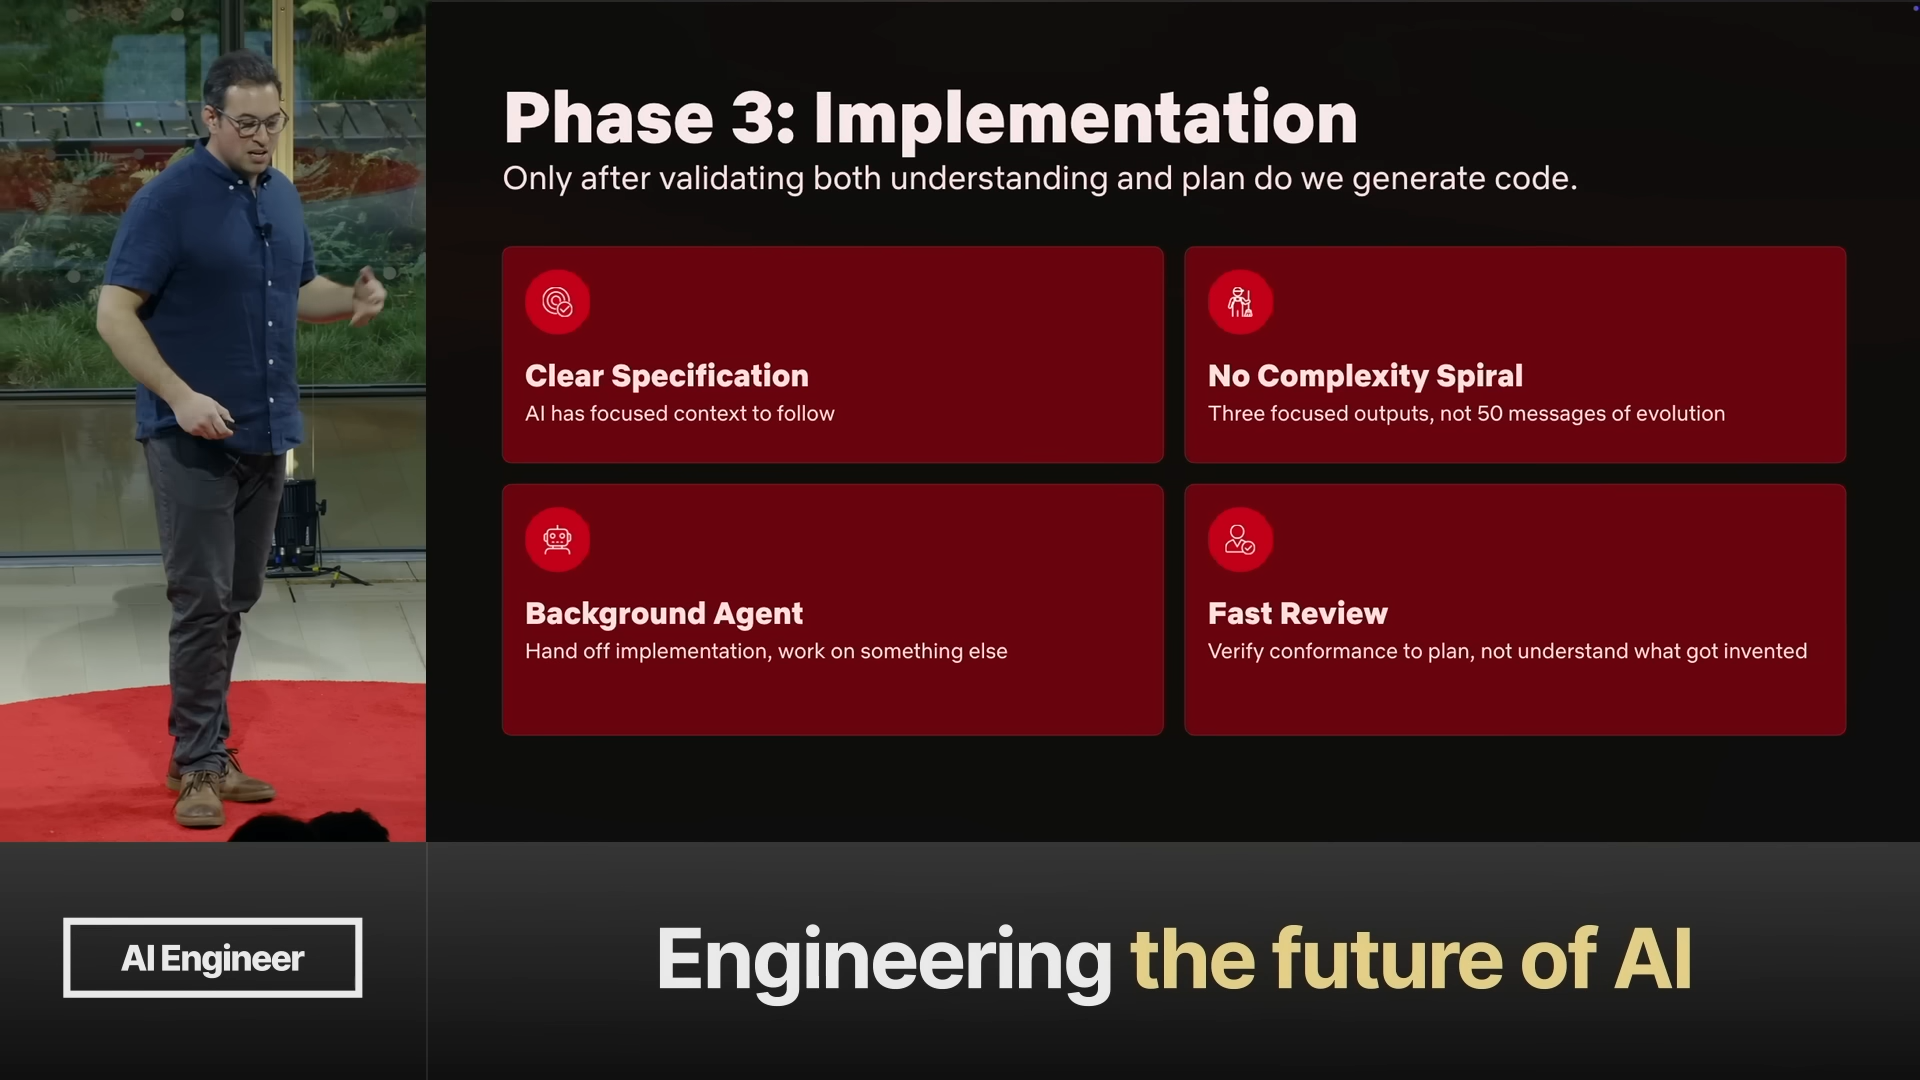 Phase 3: Implementation
Only after validating both understanding and plan do we generate code.
Clear Specification
AI has focused context to follow
No Complexity Spiral
Three focused outputs, not 50 messages of evolution
Background Agent
Hand off implementation, work on something else
Fast Review
Verify conformance to plan, not understand what got invented
AI Engineer
Engineering the future of AI